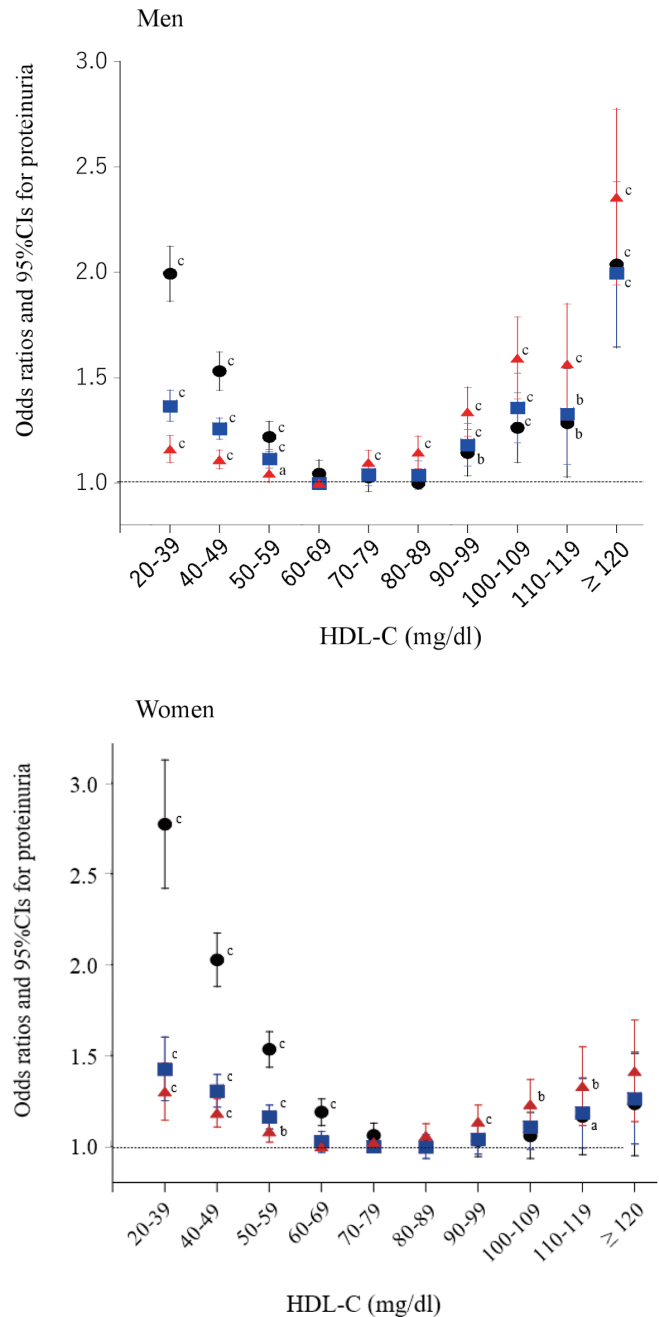 Men
Odds ratios and 95%CIs for proteinuria
3.0
2.5
2.0
1.5
1.0
c
c
c
c
c
c
c
c
a
c
c
c
c
b
c
c
c
c
b
b
c
c
c
20-39
40-49
50-59
60-69
70-79
80-89
90-99
100-109
110-119
≥ 120
HDL-C (mg/dl)
Women
Odds ratios and 95%CIs for proteinuria
3.0
2.5
2.0
1.5
1.0
c
c
c
c
c
c
c
c
b
c
c
b
b
a
20-39
40-49
50-59
60-69
70-79
80-89
90-99
100-109
110-119
≥ 120
HDL-C (mg/dl)